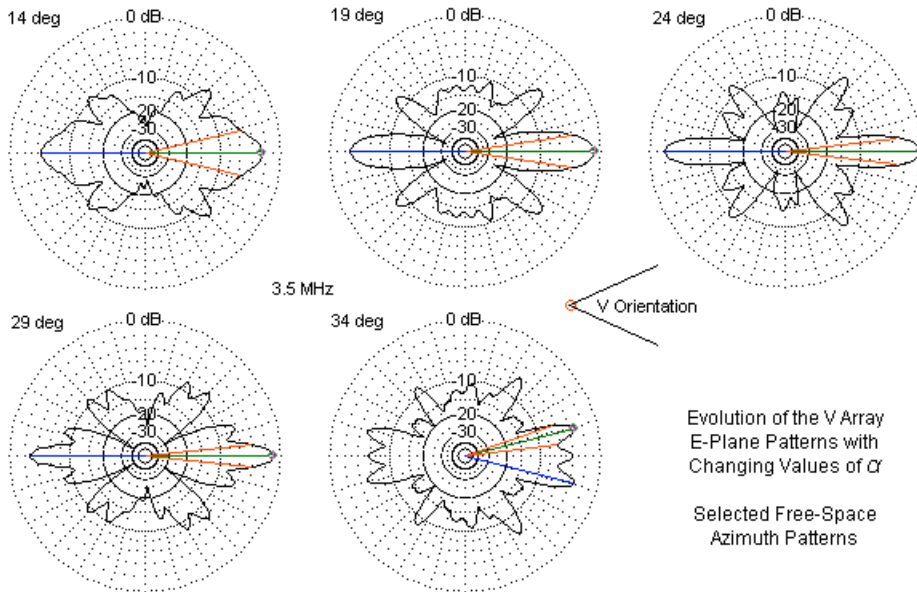 14 deg
0 dB
-10
20
30
19 deg
0 dB
-10
20
30
24 deg
0 dB
-10
20
30
3.5 MHz
V Orientation
29 deg
0 dB
-10
20
30
34 deg
0 dB
-10
20
30
Evolution of the V Array
E-Plane Patterns with
Changing Values of α
Selected Free-Space
Azimuth Patterns